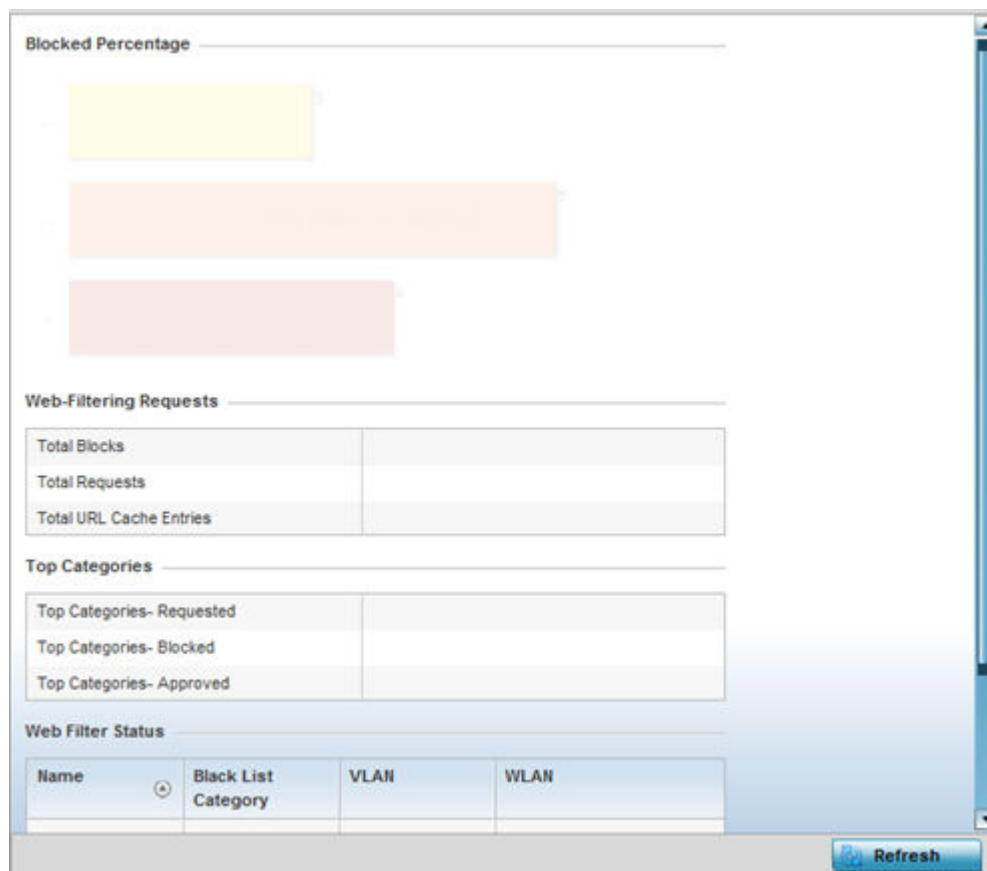 Blocked Percentage
Web-Filtering Requests
Total Blocks
Total Requests
Total URL Cache Entries
Top Categories
Top Categories- Requested
Top Categories- Blocked
Top Categories- Approved
Web Filter Status
Name
Black List
Category
VLAN
WLAN
Refresh